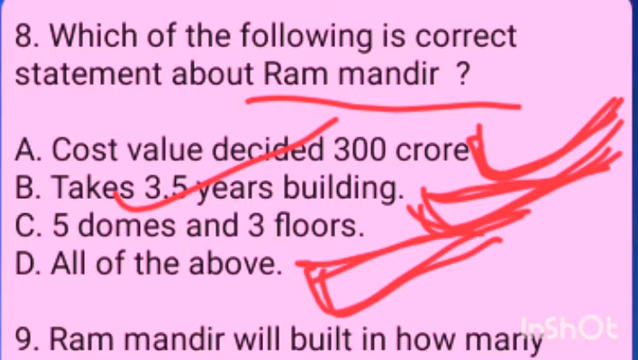 8. Which of the following is correct
statement about Ram mandir ?
A. Cost value decided 300 crore
B. Takes 3.5 years building.
C. 5 domes and 3 floors.
D. All of the above.
9. Ram mandir will built in how many
InShOt